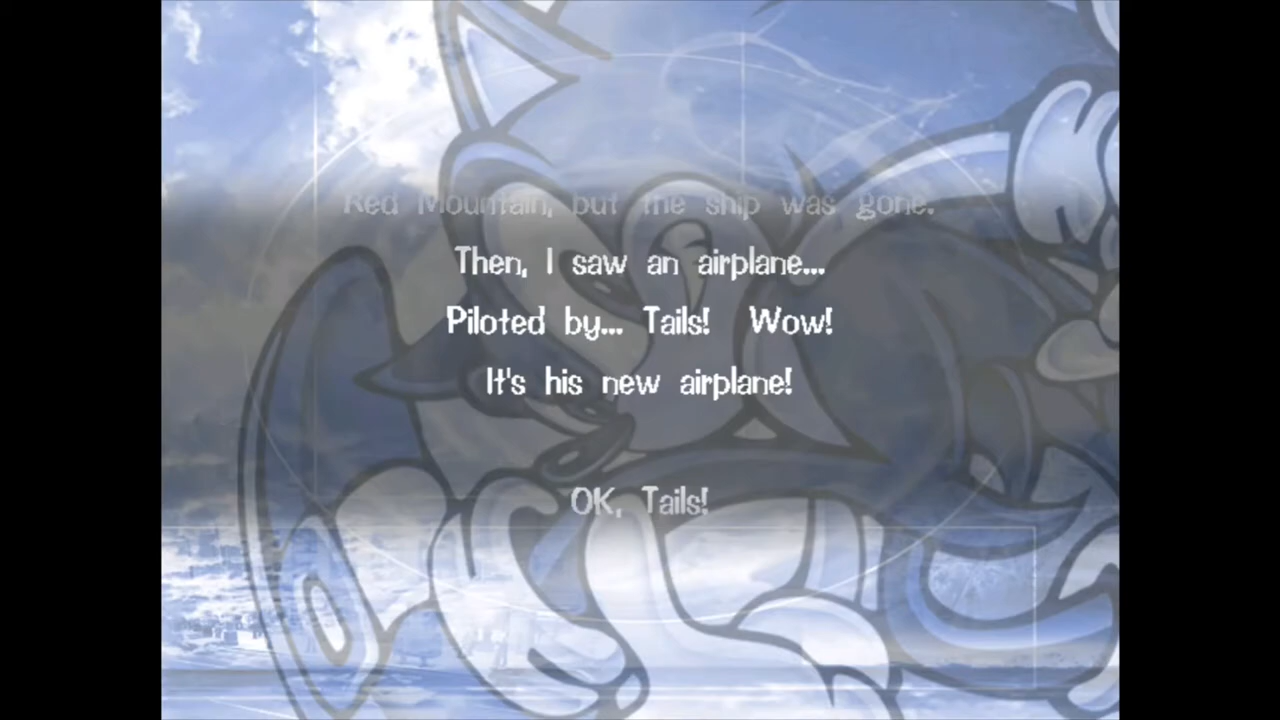 Red Mountain, but the ship was gone.
Then, I saw an airplane...
Piloted by... Tails! Wow!
It's his new airplane!
OK, Tails!